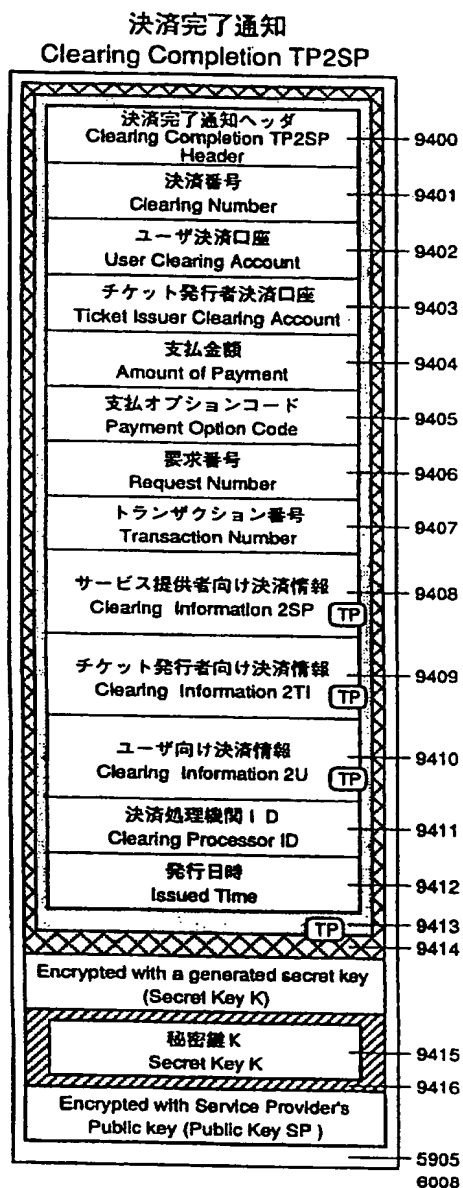 決済完了通知
Clearing Completion TP2SP
決済完了通知ヘッダ
Clearing Completion TP2SP
Header
9400
決済番号
Clearing Number
9401
ユーザ決済口座
User Clearing Account
9402
チケット発行者決済口座
Ticket Issuer Clearing Account
9403
支払金額
Amount of Payment
9404
支払オプションコード
Payment Option Code
9405
要求番号
Request Number
9406
トランザクション番号
Transaction Number
9407
サービス提供者向け決済情報
Clearing Information 2SP
TP
9408
チケット発行者向け決済情報
Clearing Information 2TI
TP
9409
ユーザ向け決済情報
Clearing Information 2U
TP
9410
決済処理機関ID
Clearing Processor ID
9411
発行日時
Issued Time
9412
TP
9413
9414
Encrypted with a generated secret key
(Secret Key K)
秘密鍵K
Secret Key K
9415
9416
Encrypted with Service Provider's
Public key (Public Key SP )
5905
6008